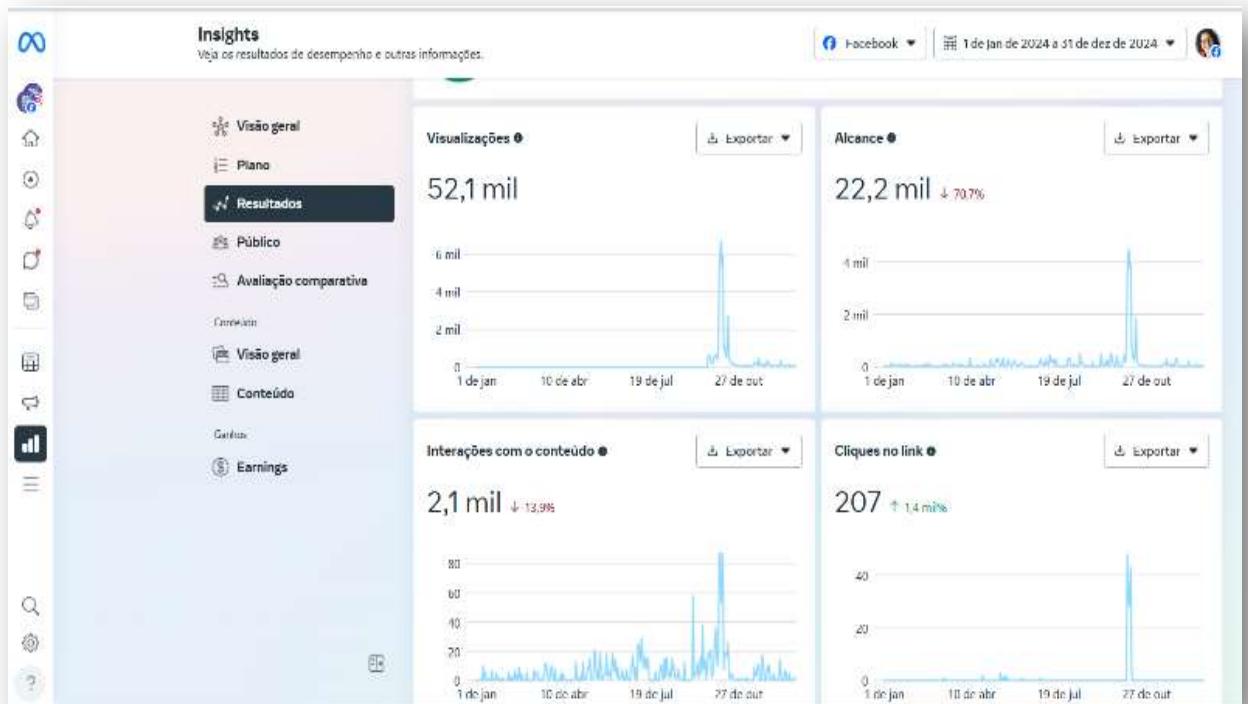 Insights
Veja os resultados de desempenho e outras informações.
Facebook
1 de jan de 2024 a 31 de dez de 2024
Visão geral
Plano
Resultados
Público
Avaliação comparativa
Conteúdo
Visão geral
Conteúdo
Ganhos
Earnings
Visualizações
Exportar
52,1 mil
6 mil
4 mil
2 mil
0
1 de jan
10 de abr
19 de jul
27 de out
Alcance
Exportar
22,2 mil ↓ 70,7%
4 mil
2 mil
0
1 de jan
10 de abr
19 de jul
27 de out
Interações com o conteúdo
Exportar
2,1 mil ↓ 13,9%
80
60
40
20
0
1 de jan
10 de abr
19 de jul
27 de out
Cliques no link
Exportar
207 ↑ 1,4 mil%
40
20
0
1 de jan
10 de abr
19 de jul
27 de out
?